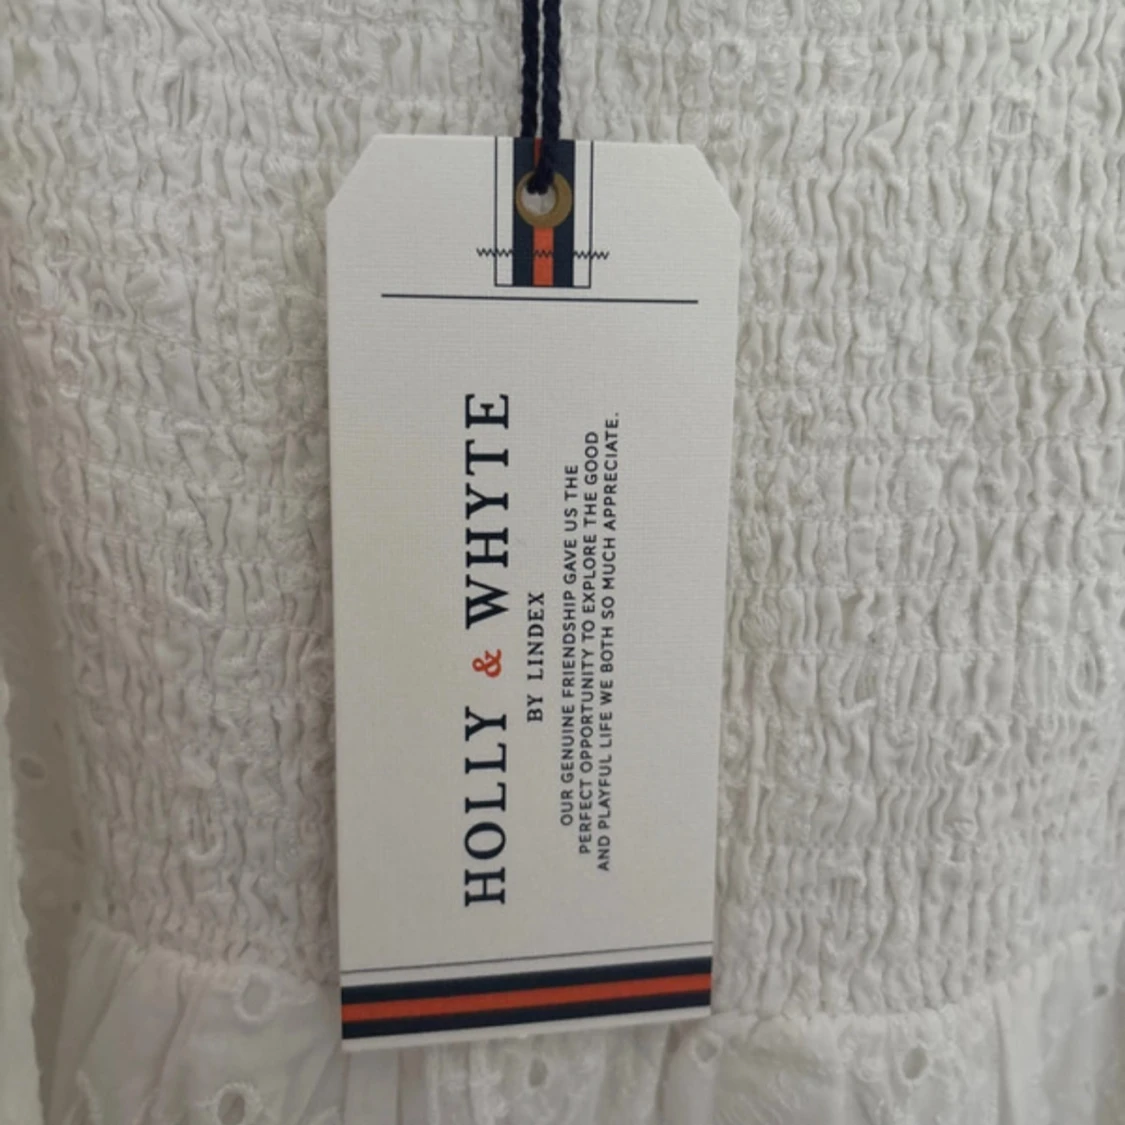 HOLLY & WHYTE
BY LINDEX
OUR GENUINE FRIENDSHIP GAVE US THE
PERFECT OPPORTUNITY TO EXPLORE THE GOOD
AND PLAYFUL LIFE WE BOTH SO MUCH APPRECIATE.